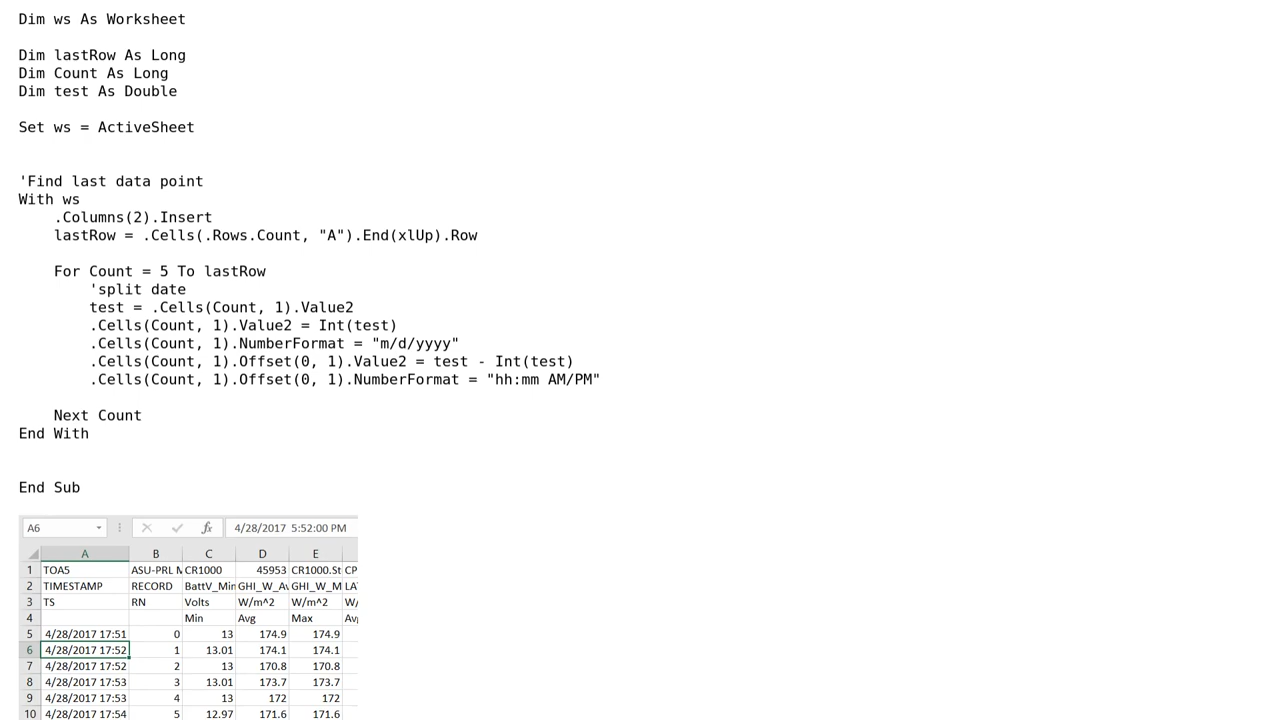 Dim ws As Worksheet
Dim lastRow As Long
Dim Count As Long
Dim test As Double
Set ws = ActiveSheet
'Find last data point
With ws
.Columns(2).Insert
lastRow = .Cells(.Rows.Count, "A").End(xlUp).Row
For Count = 5 To lastRow
'split date
test = .Cells(Count, 1).Value2
.Cells(Count, 1).Value2 = Int(test)
.Cells(Count, 1).NumberFormat = "m/d/yyyy"
.Cells(Count, 1).Offset(0, 1).Value2 = test - Int(test)
.Cells(Count, 1).Offset(0, 1).NumberFormat = "hh:mm AM/PM"
Next Count
End With
End Sub
A6 fx 4/28/2017 5:52:00 PM
A B C D E
1 TOA5 ASU-PRL M CR1000 45953 CR1000.St CP
2 TIMESTAMP RECORD BattV_Min GHI_W_Av GHI_W_M LA
3 TS RN Volts W/m^2 W/m^2 W/
4 Min Avg Max Av
5 4/28/2017 17:51 0 13 174.9 174.9
6 4/28/2017 17:52 1 13.01 174.1 174.1
7 4/28/2017 17:52 2 13 170.8 170.8
8 4/28/2017 17:53 3 13.01 173.7 173.7
9 4/28/2017 17:53 4 13 172 172
10 4/28/2017 17:54 5 12.97 171.6 171.6